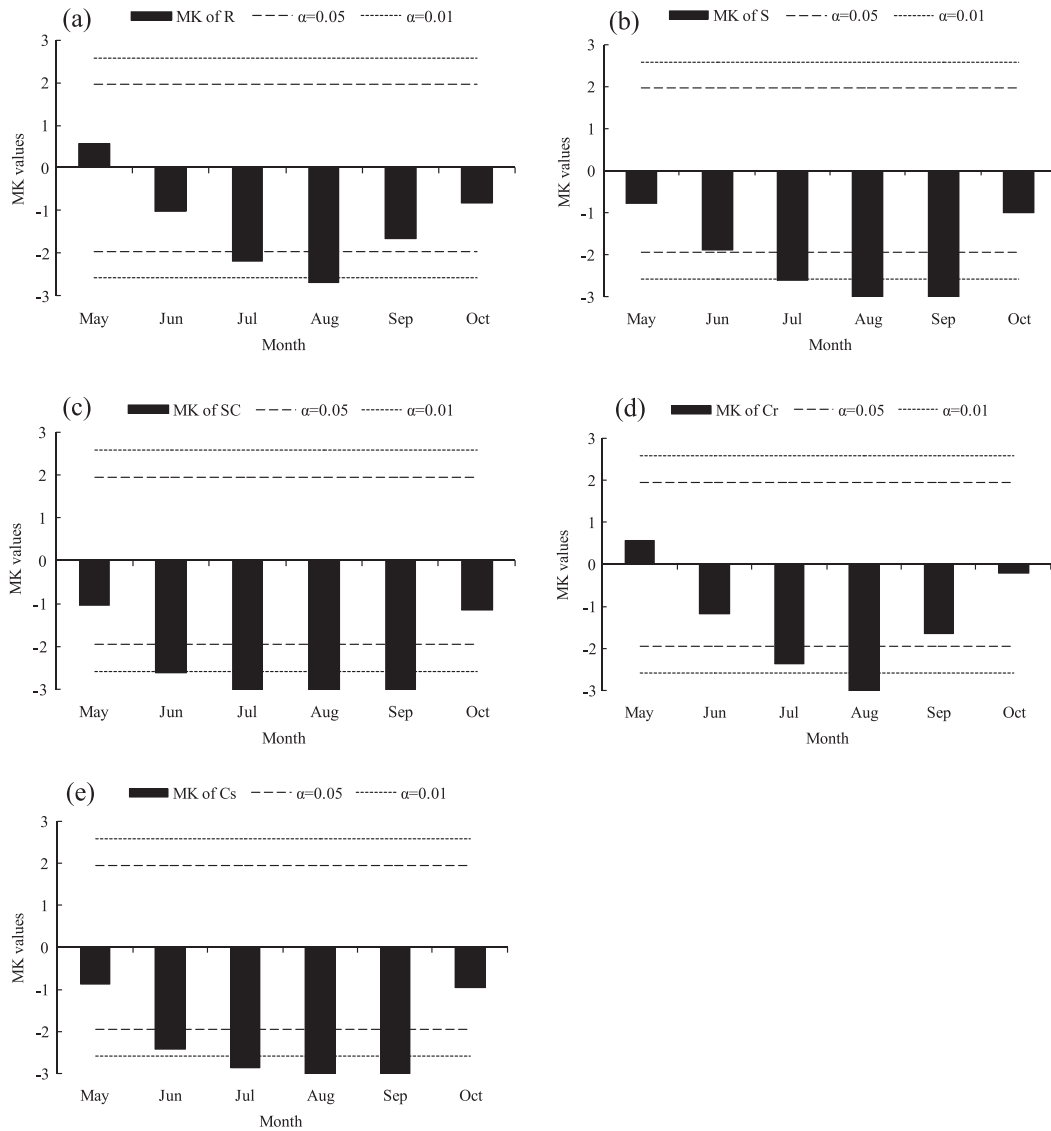 (a) MK of R α=0.05 α=0.01
3
2
1
0
-1
-2
-3
MK values
May Jun Jul Aug Sep Oct
Month
(b) MK of S α=0.05 α=0.01
3
2
1
0
-1
-2
-3
MK values
May Jun Jul Aug Sep Oct
Month
(c) MK of SC α=0.05 α=0.01
3
2
1
0
-1
-2
-3
MK values
May Jun Jul Aug Sep Oct
Month
(d) MK of Cr α=0.05 α=0.01
3
2
1
0
-1
-2
-3
MK values
May Jun Jul Aug Sep Oct
Month
(e) MK of Cs α=0.05 α=0.01
3
2
1
0
-1
-2
-3
MK values
May Jun Jul Aug Sep Oct
Month